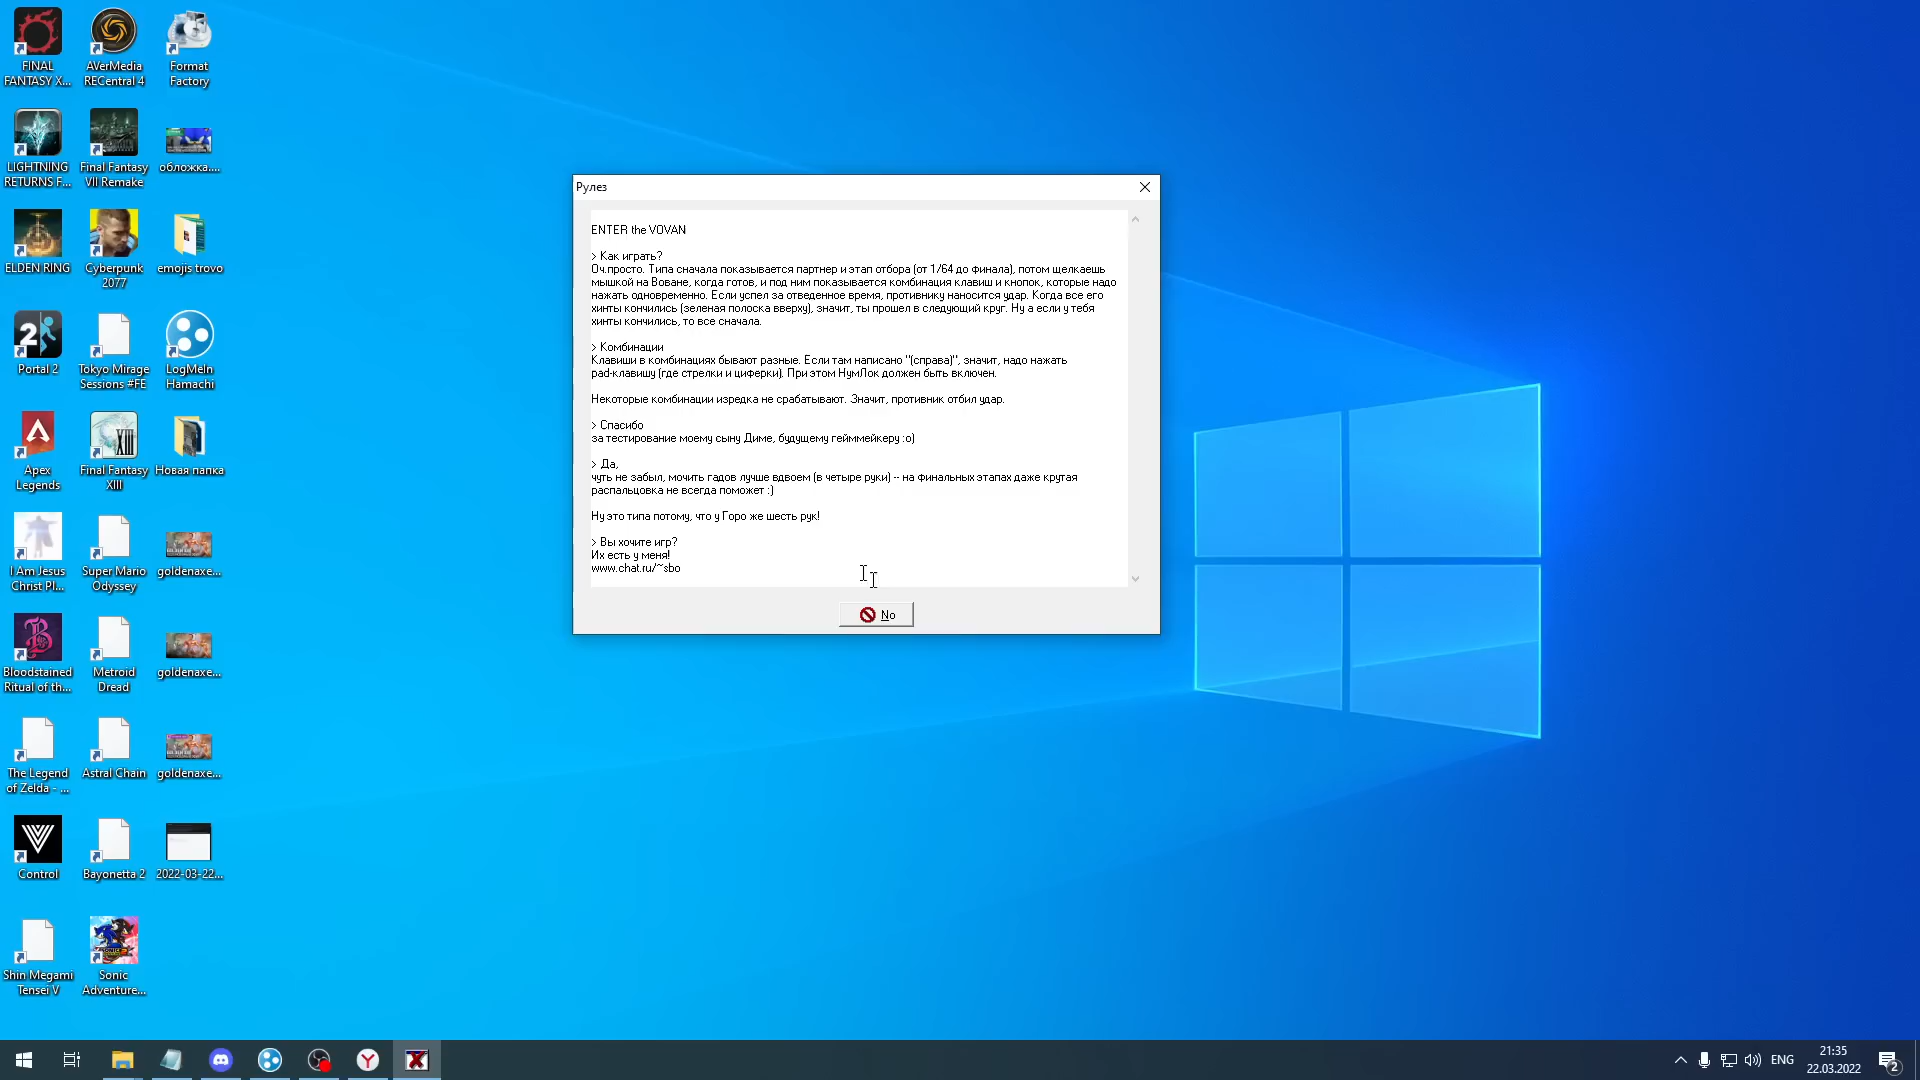 FINAL
FANTASY X...
AVerMedia
RECentral 4
Format
Factory
LIGHTNING
RETURNS F...
Final Fantasy
VII Remake
обложка....
ELDEN RING
Cyberpunk
2077
emojis trovo
Portal 2
Tokyo Mirage
Sessions #FE
LogMeIn
Hamachi
Apex
Legends
Final Fantasy
XIII
Новая папка
I Am Jesus
Christ Pl...
Super Mario
Odyssey
goldenaxe...
Bloodstained
Ritual of th...
Metroid
Dread
goldenaxe...
The Legend
of Zelda - ...
Astral Chain
goldenaxe...
Control
Bayonetta 2
2022-03-22...
Shin Megami
Tensei V
Sonic
Adventure...
Рулез
ENTER the VOVAN
> Как играть?
Оч.просто. Типа сначала показывается партнер и этап отбора (от 1/64 до финала), потом щелкаешь
мышкой на Воване, когда готов, и под ним показывается комбинация клавиш и кнопок, которые надо
нажать одновременно. Если успел за отведенное время, противнику наносится удар. Когда все его
хинты кончились (зеленая полоска вверху), значит, ты прошел в следующий круг. Ну а если у тебя
хинты кончились, то все сначала.
> Комбинации
Клавиши в комбинациях бывают разные. Если там написано "(справа)", значит, надо нажать
pad-клавишу (где стрелки и циферки). При этом НумЛок должен быть включен.
Некоторые комбинации изредка не срабатывают. Значит, противник отбил удар.
> Спасибо
за тестирование моему сыну Диме, будущему гейммейкеру :о)
> Да,
чуть не забыл, мочить гадов лучше вдвоем (в четыре руки) -- на финальных этапах даже крутая
распальцовка не всегда поможет :)
Ну это типа потому, что у Горо же шесть рук!
> Вы хочите игр?
Их есть у меня!
www.chat.ru/~sbo
No
ENG
21:35
22.03.2022
2